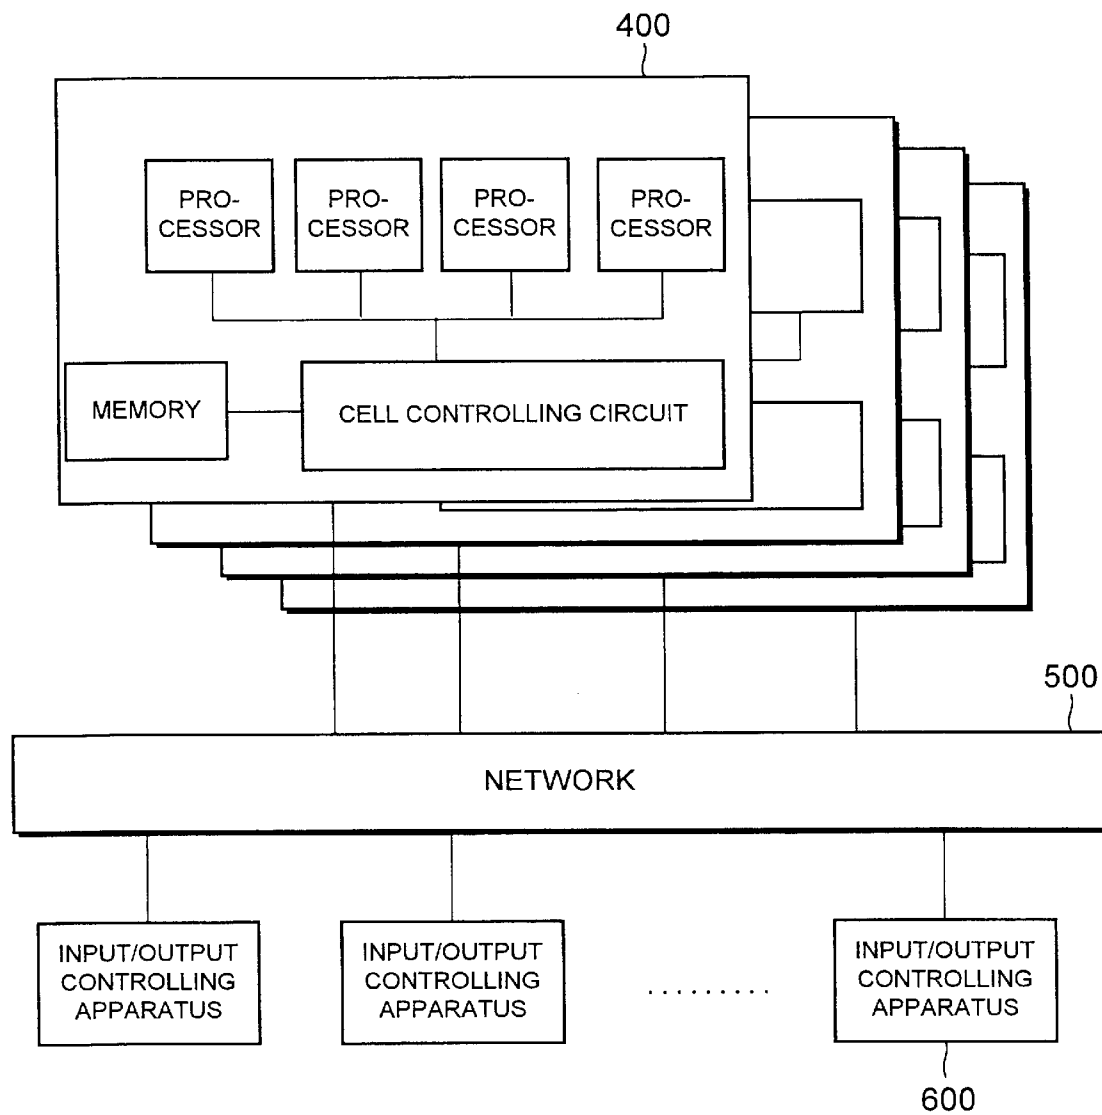 400
PRO-
CESSOR
PRO-
CESSOR
PRO-
CESSOR
PRO-
CESSOR
MEMORY
CELL CONTROLLING CIRCUIT
500
NETWORK
INPUT/OUTPUT
CONTROLLING
APPARATUS
INPUT/OUTPUT
CONTROLLING
APPARATUS
.........
INPUT/OUTPUT
CONTROLLING
APPARATUS
600